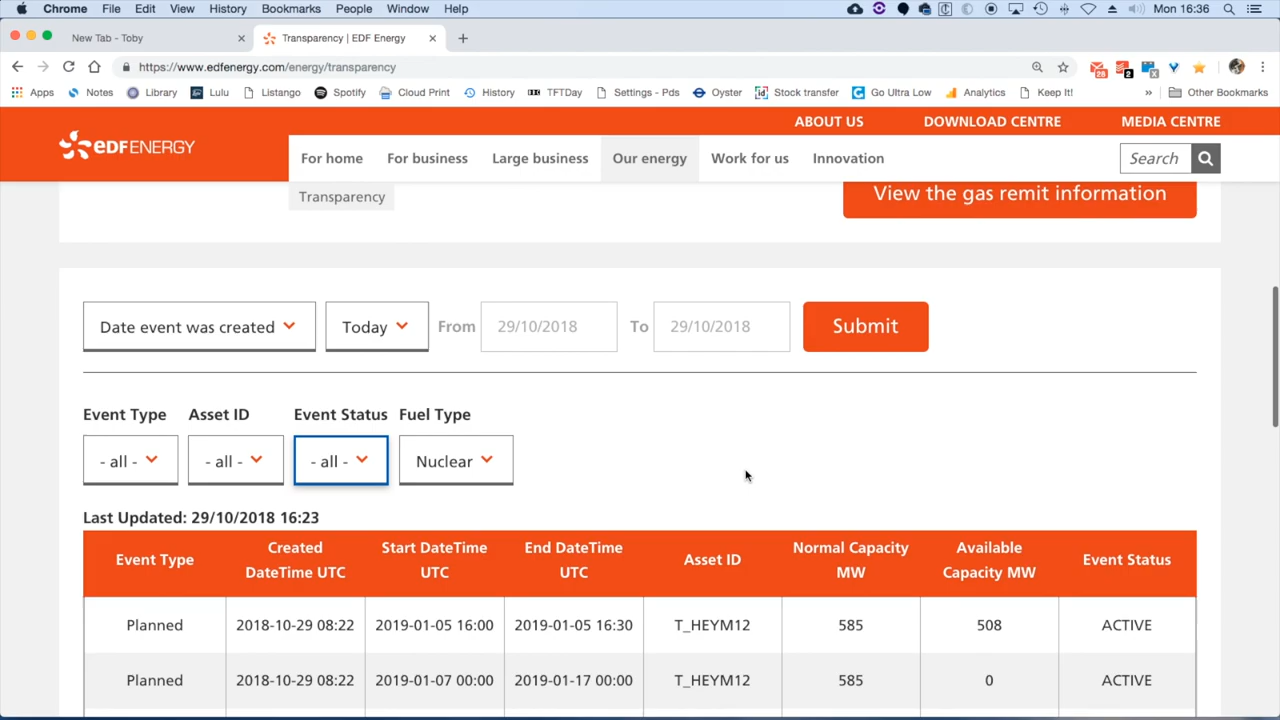 Chrome File Edit View History Bookmarks People Window Help Mon 16:36
New Tab - Toby Transparency | EDF Energy
https://www.edfenergy.com/energy/transparency 28 2
Apps Notes Library Lulu Listango Spotify Cloud Print History TFTDay Settings - Pds Oyster Stock transfer Go Ultra Low Analytics Keep It! » Other Bookmarks
ABOUT US DOWNLOAD CENTRE MEDIA CENTRE
EDF ENERGY
For home For business Large business Our energy Work for us Innovation Search
Transparency
View the gas remit information
Date event was created Today From 29/10/2018 To 29/10/2018 Submit
Event Type Asset ID Event Status Fuel Type
- all - - all - - all - Nuclear
Last Updated: 29/10/2018 16:23
Event Type Created DateTime UTC Start DateTime UTC End DateTime UTC Asset ID Normal Capacity MW Available Capacity MW Event Status
Planned 2018-10-29 08:22 2019-01-05 16:00 2019-01-05 16:30 T_HEYM12 585 508 ACTIVE
Planned 2018-10-29 08:22 2019-01-07 00:00 2019-01-17 00:00 T_HEYM12 585 0 ACTIVE